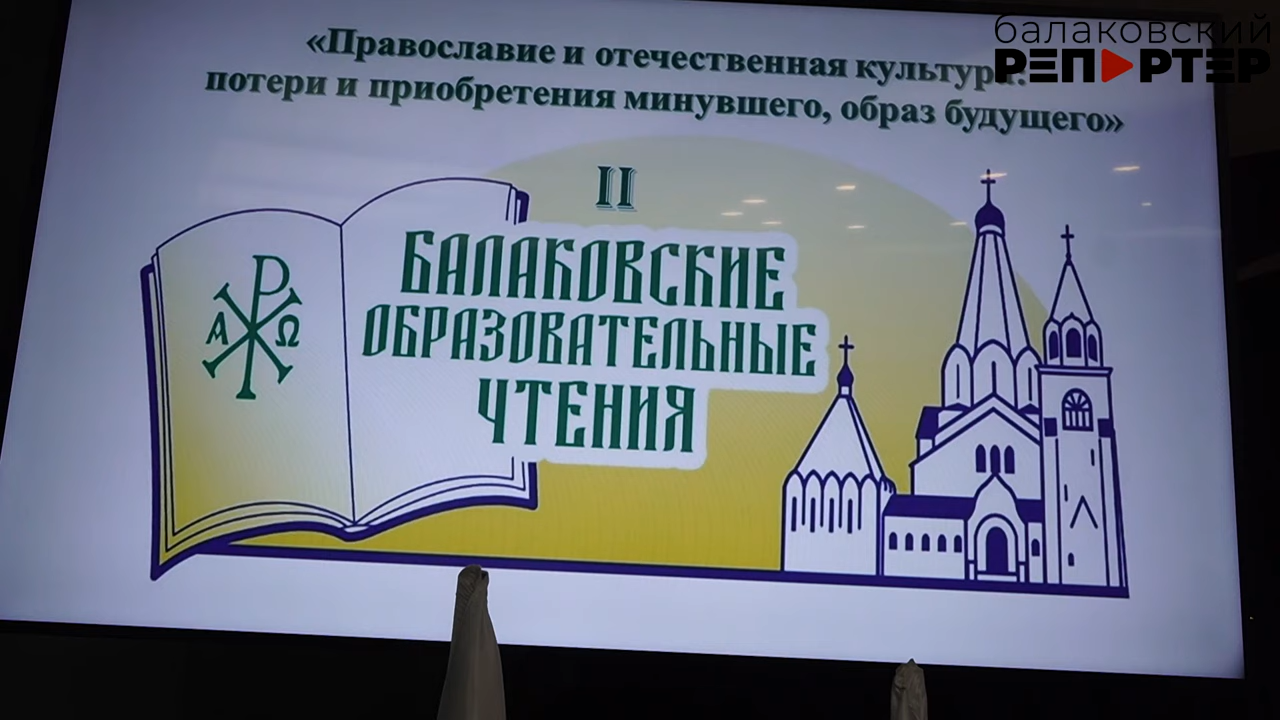 балаковский
РЕПОРТЕР
«Православие и отечественная культура:
потери и приобретения минувшего, образ будущего»
II
БАЛАКОВСКИЕ
ОБРАЗОВАТЕЛЬНЫЕ
ЧТЕНИЯ
Α Ω